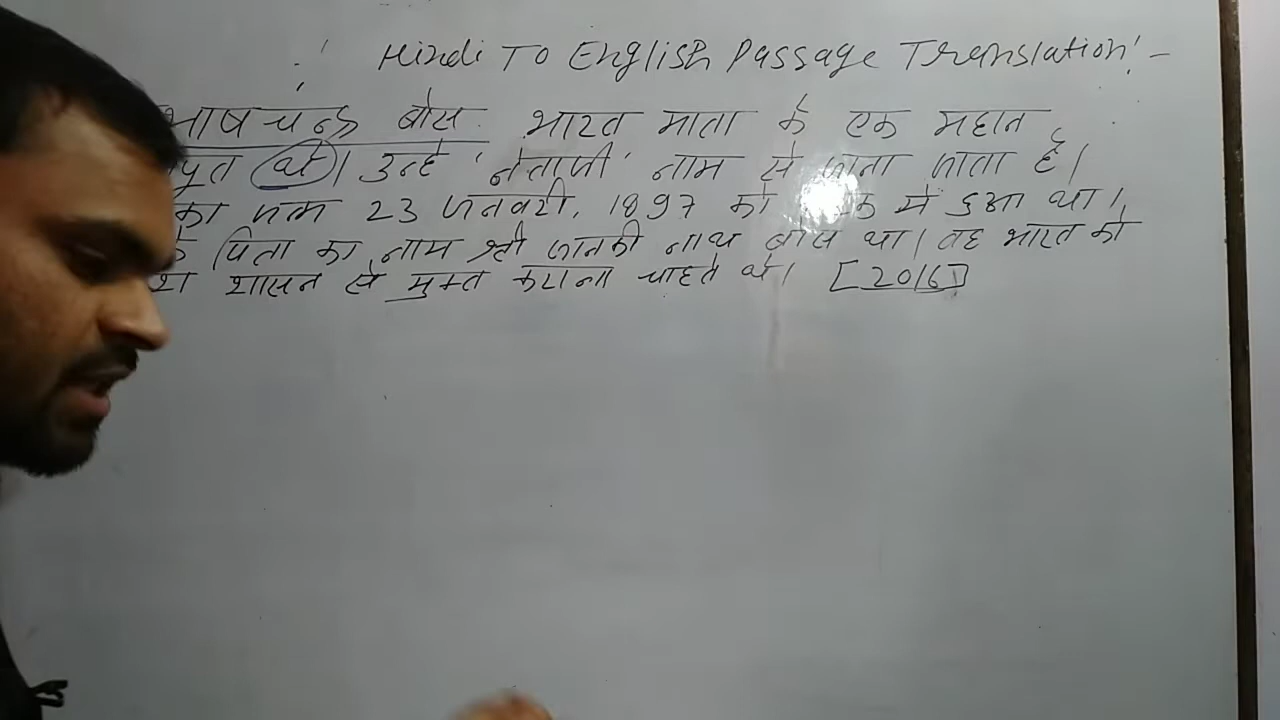 ! Hindi To English Passage Translation! -
भाषचन्द्र बोस भारत माता के एक महान
पूत थे। उन्हे 'नेताजी' नाम से जाना जाता है।
का जन्म 23 जनवरी, 1897 को में हुआ था।
के पिता का नाम श्री जानकी नाथ बोस था। वह भारत को
शासन से मुक्त कराना चाहते थे। [2016]